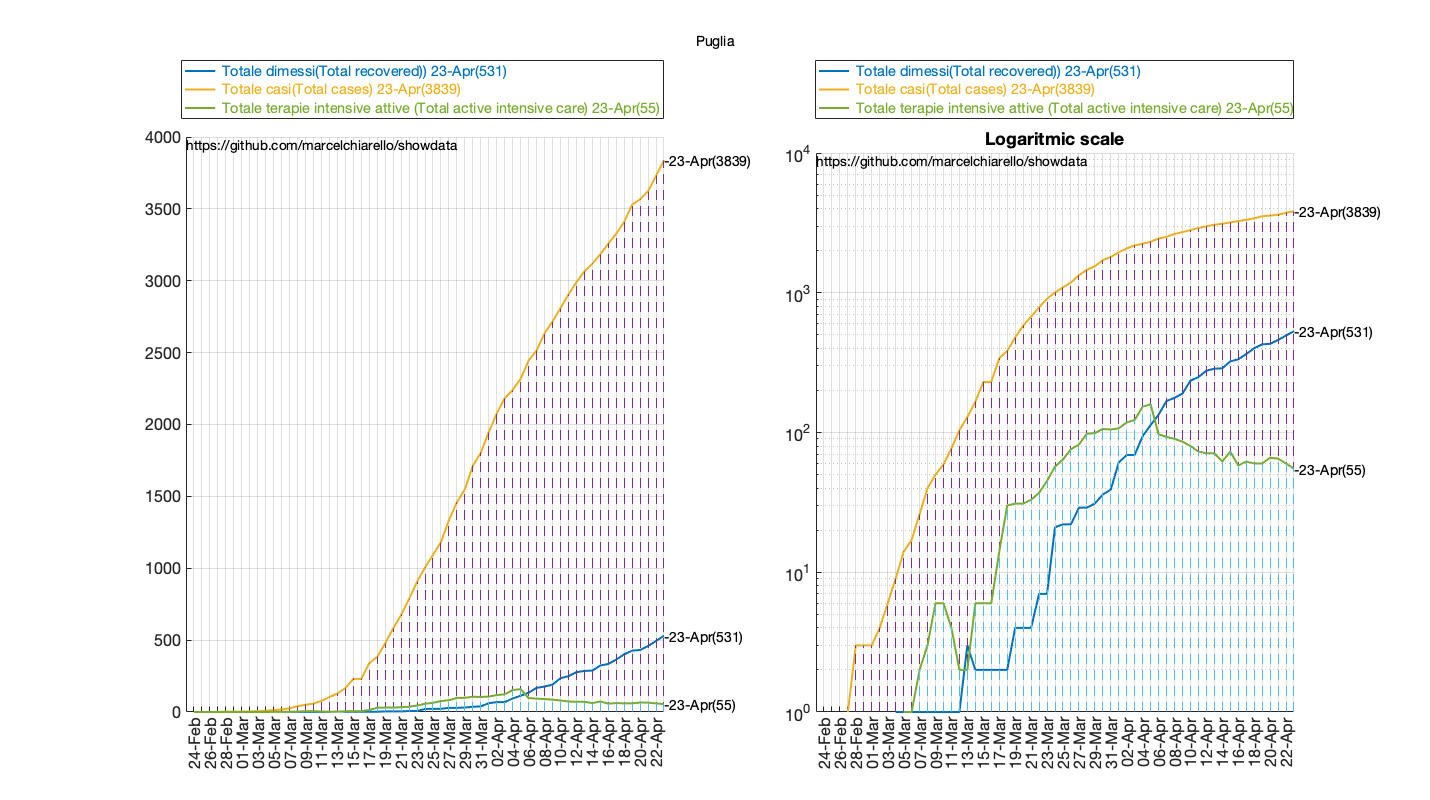 Puglia
Totale dimessi(Total recovered)) 23-Apr(531)
Totale casi(Total cases) 23-Apr(3839)
Totale terapie intensive attive (Total active intensive care) 23-Apr(55)
https://github.com/marcelchiarello/showdata
4000
3500
3000
2500
2000
1500
1000
500
0
-23-Apr(3839)
-23-Apr(531)
-23-Apr(55)
24-Feb
26-Feb
28-Feb
01-Mar
03-Mar
05-Mar
07-Mar
09-Mar
11-Mar
13-Mar
15-Mar
17-Mar
19-Mar
21-Mar
23-Mar
25-Mar
27-Mar
29-Mar
31-Mar
02-Apr
04-Apr
06-Apr
08-Apr
10-Apr
12-Apr
14-Apr
16-Apr
18-Apr
20-Apr
22-Apr
Totale dimessi(Total recovered)) 23-Apr(531)
Totale casi(Total cases) 23-Apr(3839)
Totale terapie intensive attive (Total active intensive care) 23-Apr(55)
Logaritmic scale
https://github.com/marcelchiarello/showdata
10^4
10^3
10^2
10^1
10^0
-23-Apr(3839)
-23-Apr(531)
-23-Apr(55)
24-Feb
26-Feb
28-Feb
01-Mar
03-Mar
05-Mar
07-Mar
09-Mar
11-Mar
13-Mar
15-Mar
17-Mar
19-Mar
21-Mar
23-Mar
25-Mar
27-Mar
29-Mar
31-Mar
02-Apr
04-Apr
06-Apr
08-Apr
10-Apr
12-Apr
14-Apr
16-Apr
18-Apr
20-Apr
22-Apr